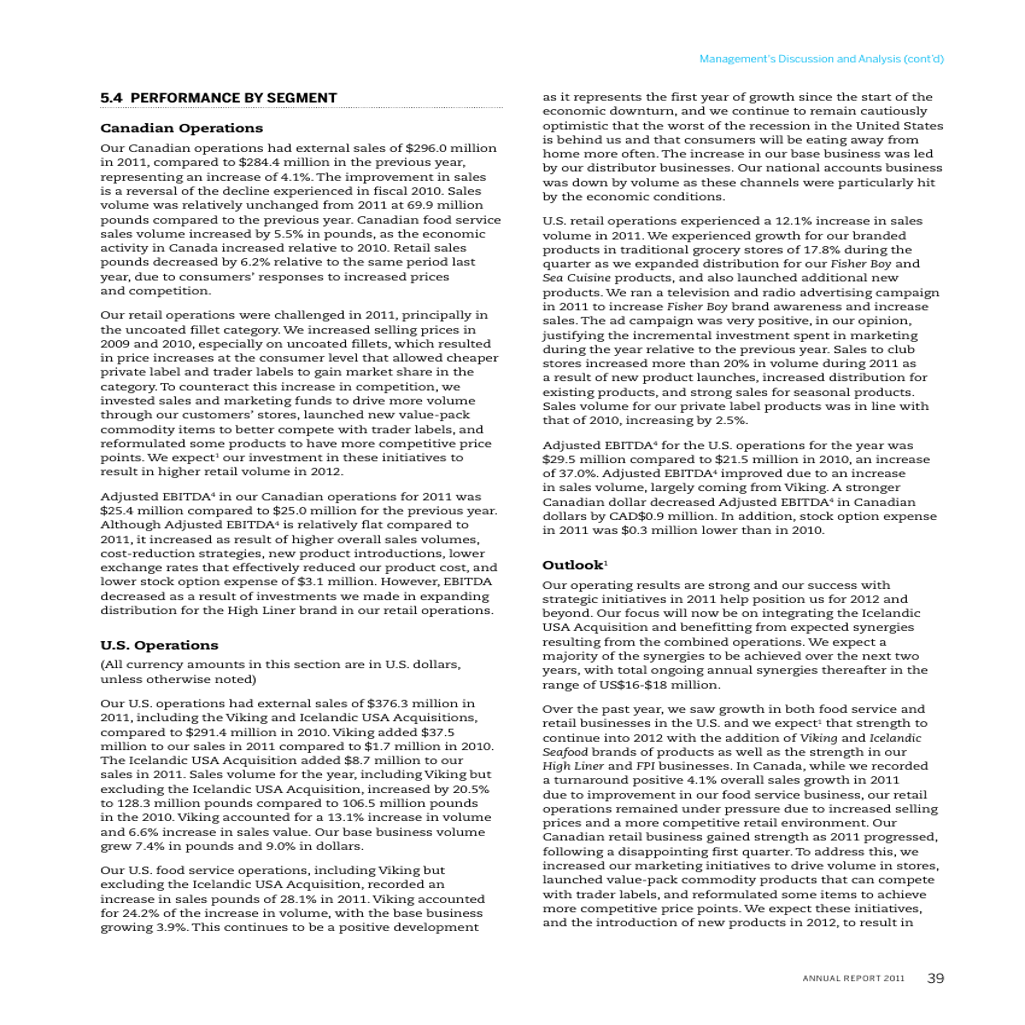 Management's Discussion and Analysis (cont'd)
5.4 PERFORMANCE BY SEGMENT
Canadian Operations
Our Canadian operations had external sales of $296.0 million
in 2011, compared to $284.4 million in the previous year,
representing an increase of 4.1%. The improvement in sales
is a reversal of the decline experienced in fiscal 2010. Sales
volume was relatively unchanged from 2011 at 69.9 million
pounds compared to the previous year. Canadian food service
sales volume increased by 5.5% in pounds, as the economic
activity in Canada increased relative to 2010. Retail sales
pounds decreased by 6.2% relative to the same period last
year, due to consumers' responses to increased prices
and competition.
Our retail operations were challenged in 2011, principally in
the uncoated fillet category. We increased selling prices in
2009 and 2010, especially on uncoated fillets, which resulted
in price increases at the consumer level that allowed cheaper
private label and trader labels to gain market share in the
category. To counteract this increase in competition, we
invested sales and marketing funds to drive more volume
through our customers' stores, launched new value-pack
commodity items to better compete with trader labels, and
reformulated some products to have more competitive price
points. We expect¹ our investment in these initiatives to
result in higher retail volume in 2012.
Adjusted EBITDA⁴ in our Canadian operations for 2011 was
$25.4 million compared to $25.0 million for the previous year.
Although Adjusted EBITDA⁴ is relatively flat compared to
2011, it increased as result of higher overall sales volumes,
cost-reduction strategies, new product introductions, lower
exchange rates that effectively reduced our product cost, and
lower stock option expense of $3.1 million. However, EBITDA
decreased as a result of investments we made in expanding
distribution for the High Liner brand in our retail operations.
U.S. Operations
(All currency amounts in this section are in U.S. dollars,
unless otherwise noted)
Our U.S. operations had external sales of $376.3 million in
2011, including the Viking and Icelandic USA Acquisitions,
compared to $291.4 million in 2010. Viking added $37.5
million to our sales in 2011 compared to $1.7 million in 2010.
The Icelandic USA Acquisition added $8.7 million to our
sales in 2011. Sales volume for the year, including Viking but
excluding the Icelandic USA Acquisition, increased by 20.5%
to 128.3 million pounds compared to 106.5 million pounds
in the 2010. Viking accounted for a 13.1% increase in volume
and 6.6% increase in sales value. Our base business volume
grew 7.4% in pounds and 9.0% in dollars.
Our U.S. food service operations, including Viking but
excluding the Icelandic USA Acquisition, recorded an
increase in sales pounds of 28.1% in 2011. Viking accounted
for 24.2% of the increase in volume, with the base business
growing 3.9%. This continues to be a positive development
as it represents the first year of growth since the start of the
economic downturn, and we continue to remain cautiously
optimistic that the worst of the recession in the United States
is behind us and that consumers will be eating away from
home more often. The increase in our base business was led
by our distributor businesses. Our national accounts business
was down by volume as these channels were particularly hit
by the economic conditions.
U.S. retail operations experienced a 12.1% increase in sales
volume in 2011. We experienced growth for our branded
products in traditional grocery stores of 17.8% during the
quarter as we expanded distribution for our Fisher Boy and
Sea Cuisine products, and also launched additional new
products. We ran a television and radio advertising campaign
in 2011 to increase Fisher Boy brand awareness and increase
sales. The ad campaign was very positive, in our opinion,
justifying the incremental investment spent in marketing
during the year relative to the previous year. Sales to club
stores increased more than 20% in volume during 2011 as
a result of new product launches, increased distribution for
existing products, and strong sales for seasonal products.
Sales volume for our private label products was in line with
that of 2010, increasing by 2.5%.
Adjusted EBITDA⁴ for the U.S. operations for the year was
$29.5 million compared to $21.5 million in 2010, an increase
of 37.0%. Adjusted EBITDA⁴ improved due to an increase
in sales volume, largely coming from Viking. A stronger
Canadian dollar decreased Adjusted EBITDA⁴ in Canadian
dollars by CAD$0.9 million. In addition, stock option expense
in 2011 was $0.3 million lower than in 2010.
Outlook¹
Our operating results are strong and our success with
strategic initiatives in 2011 help position us for 2012 and
beyond. Our focus will now be on integrating the Icelandic
USA Acquisition and benefitting from expected synergies
resulting from the combined operations. We expect a
majority of the synergies to be achieved over the next two
years, with total ongoing annual synergies thereafter in the
range of US$16-$18 million.
Over the past year, we saw growth in both food service and
retail businesses in the U.S. and we expect¹ that strength to
continue into 2012 with the addition of Viking and Icelandic
Seafood brands of products as well as the strength in our
High Liner and FPI businesses. In Canada, while we recorded
a turnaround positive 4.1% overall sales growth in 2011
due to improvement in our food service business, our retail
operations remained under pressure due to increased selling
prices and a more competitive retail environment. Our
Canadian retail business gained strength as 2011 progressed,
following a disappointing first quarter. To address this, we
increased our marketing initiatives to drive volume in stores,
launched value-pack commodity products that can compete
with trader labels, and reformulated some items to achieve
more competitive price points. We expect these initiatives,
and the introduction of new products in 2012, to result in
ANNUAL REPORT 2011 39